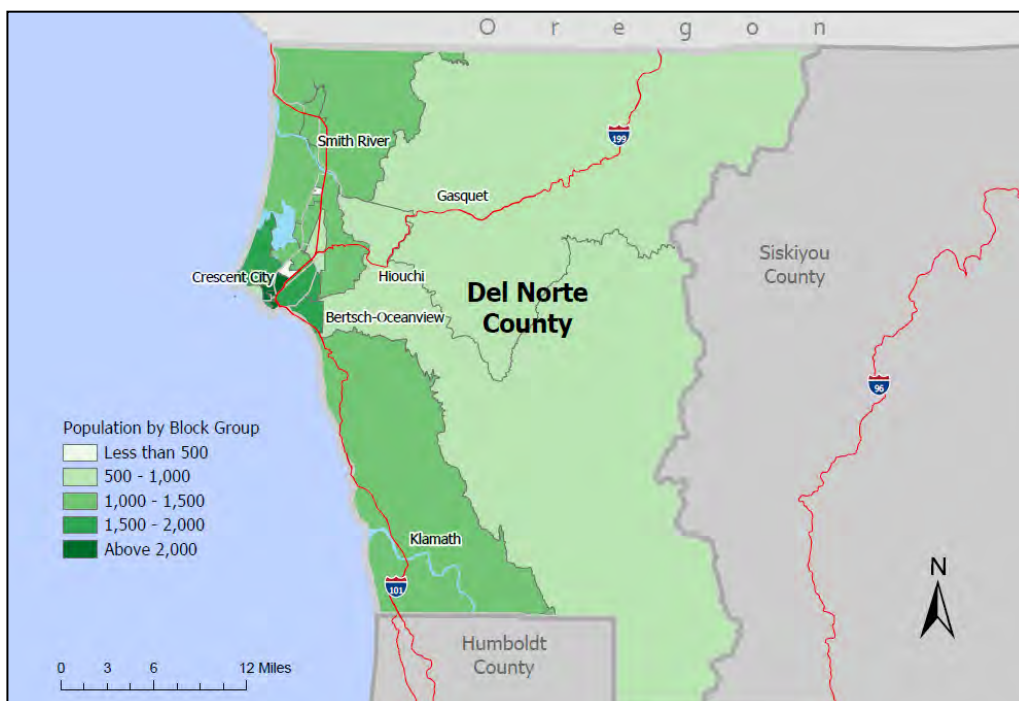 Oregon
199
Smith River
Gasquet
Siskiyou
County
Crescent City
Hiouchi
Del Norte
County
Bertsch-Oceanview
96
Population by Block Group
Less than 500
500 - 1,000
1,000 - 1,500
1,500 - 2,000
Above 2,000
Klamath
N
101
Humboldt
County
0 3 6 12 Miles